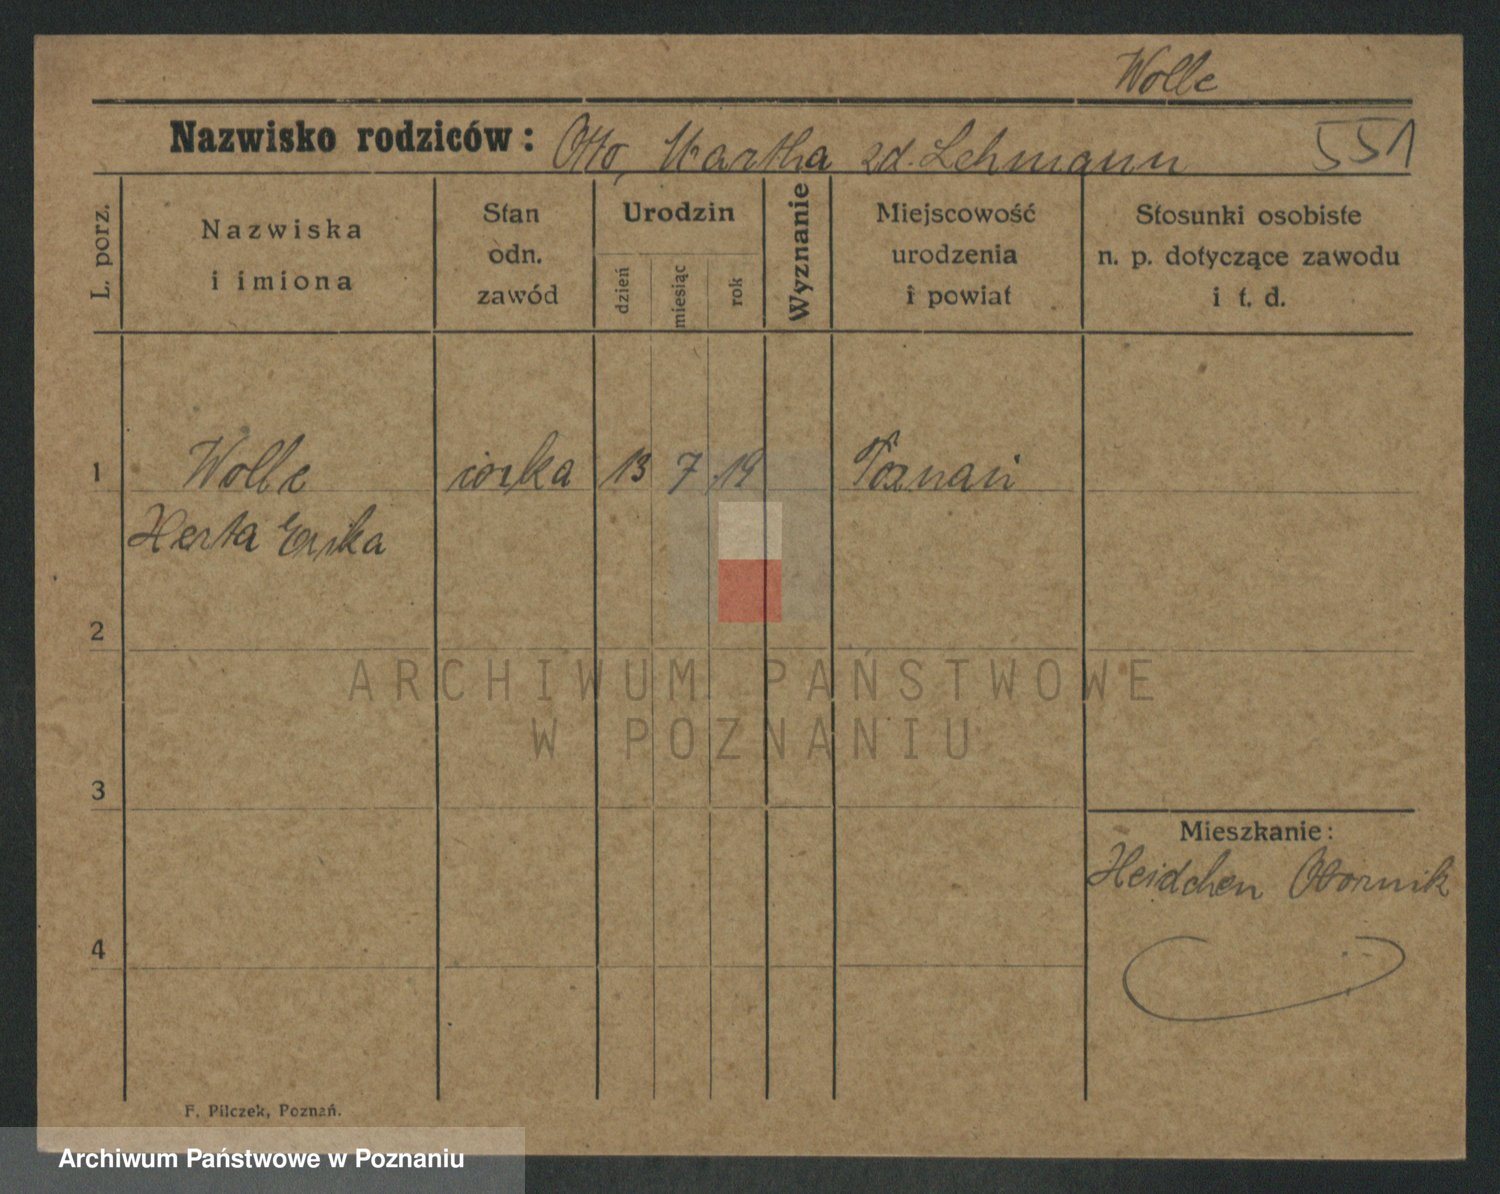 Wolle
Nazwisko rodziców: Otto, Martha zd. Lehmann 551
L. porz.
Nazwiska
i imiona
Stan
odn.
zawód
Urodzin
dzień
miesiąc
rok
Wyznanie
Miejscowość
urodzenia
i powiat
Stosunki osobiste
n. p. dotyczące zawodu
i t. d.
1 Wolle córka 13 7 19 Poznań
Herta Erika
2
ARCHIWUM PAŃSTWOWE
W POZNANIU
3
Mieszkanie:
Heidchen Obornik
4
F. Pilczek, Poznań.
Archiwum Państwowe w Poznaniu